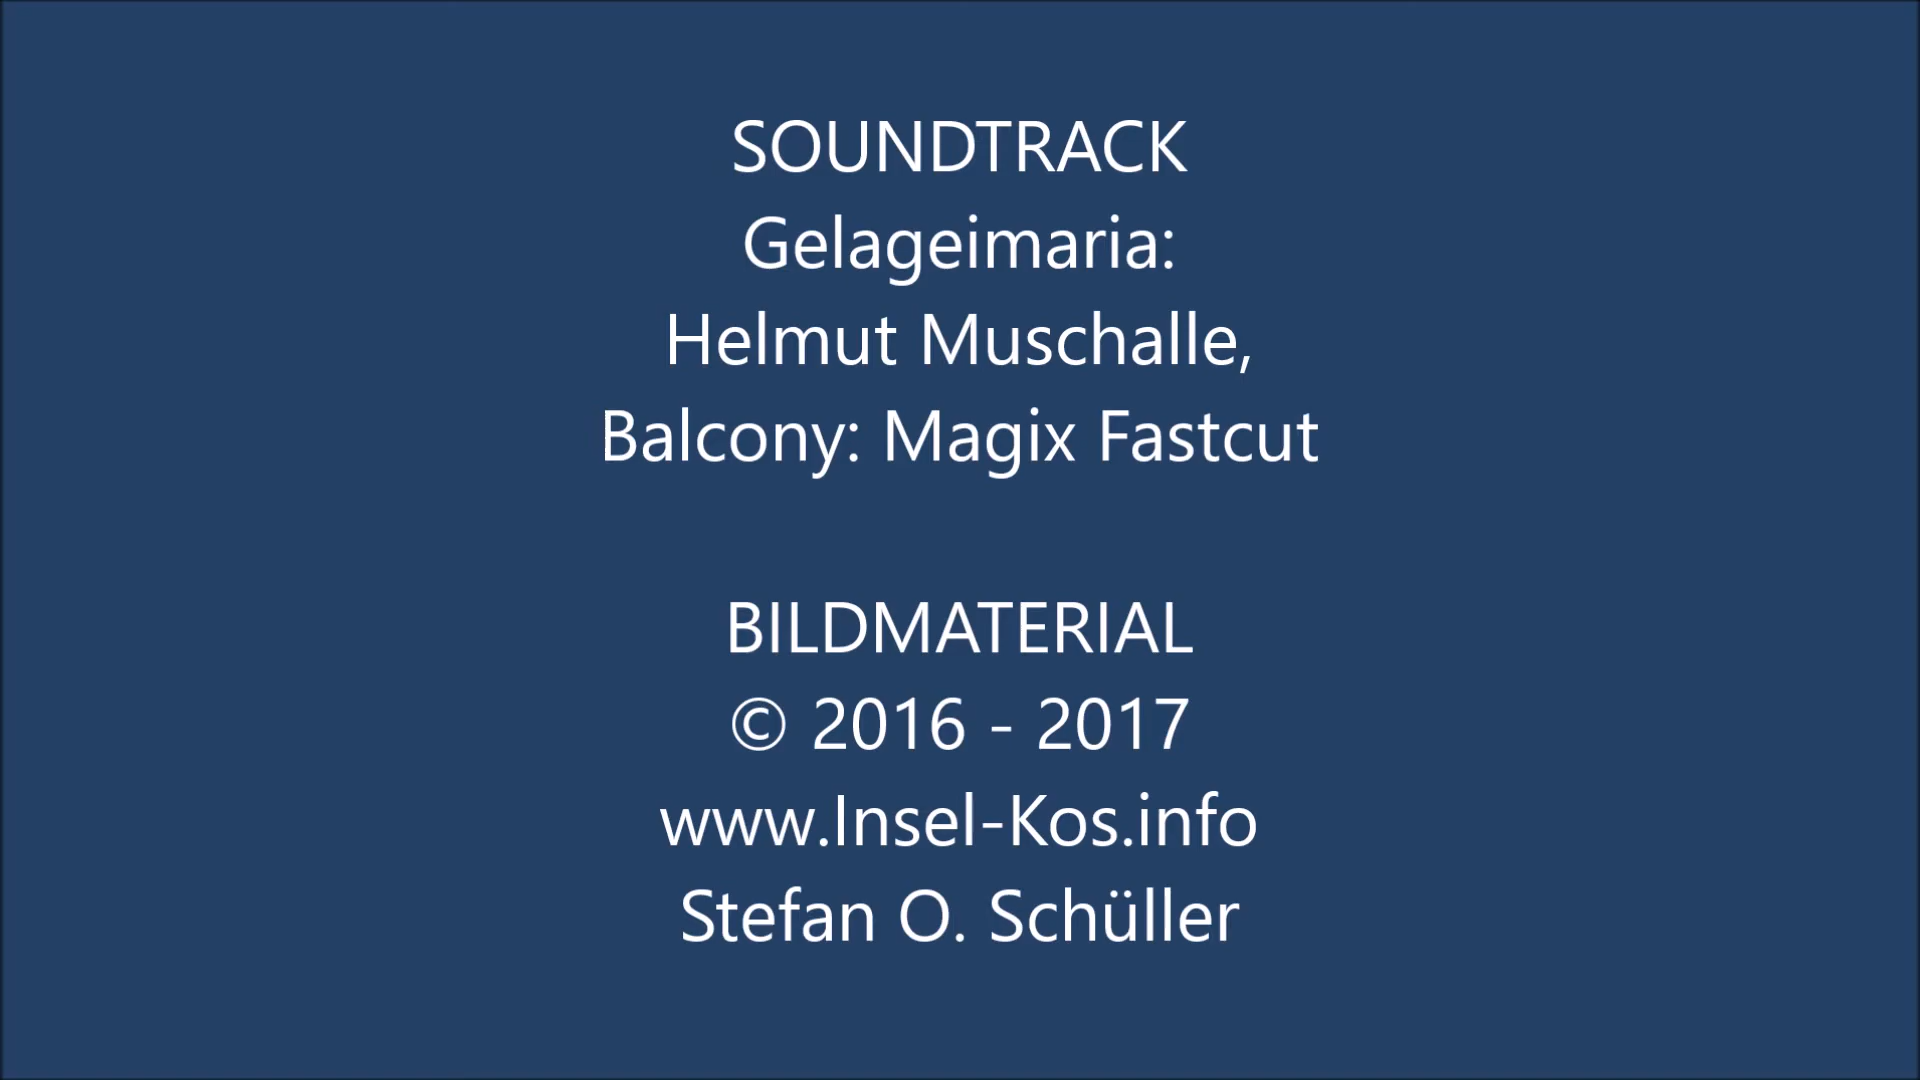 SOUNDTRACK
Gelageimaria:
Helmut Muschalle,
Balcony: Magix Fastcut
BILDMATERIAL
© 2016 - 2017
www.Insel-Kos.info
Stefan O. Schüller